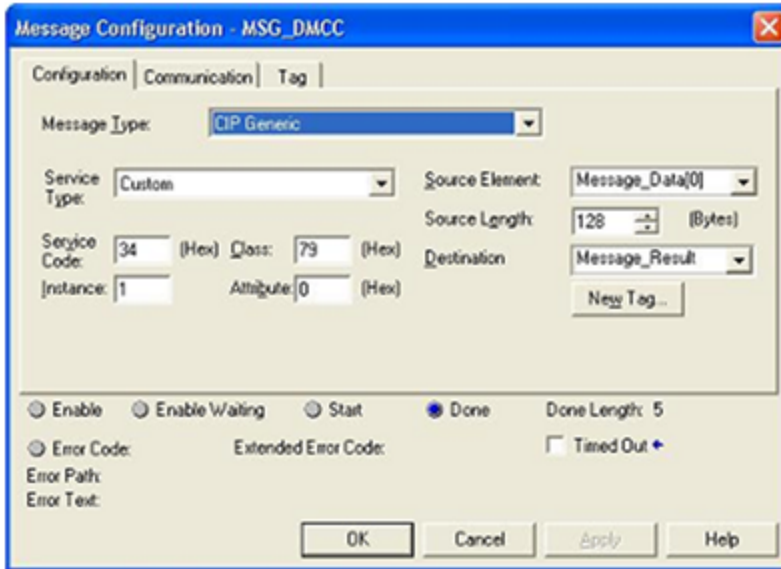 Message Configuration - MSG_DMCC
Configuration Communication Tag
Message Type: CIP Generic
Service Type: Custom
Source Element: Message_Data[0]
Source Length: 128 (Bytes)
Service Code: 34 (Hex) Class: 79 (Hex)
Destination Message_Result
Instance: 1 Attribute: 0 (Hex)
New Tag...
Enable Enable Waiting Start Done Done Length: 5
Error Code: Extended Error Code: Timed Out
Error Path:
Error Text:
OK Cancel Apply Help